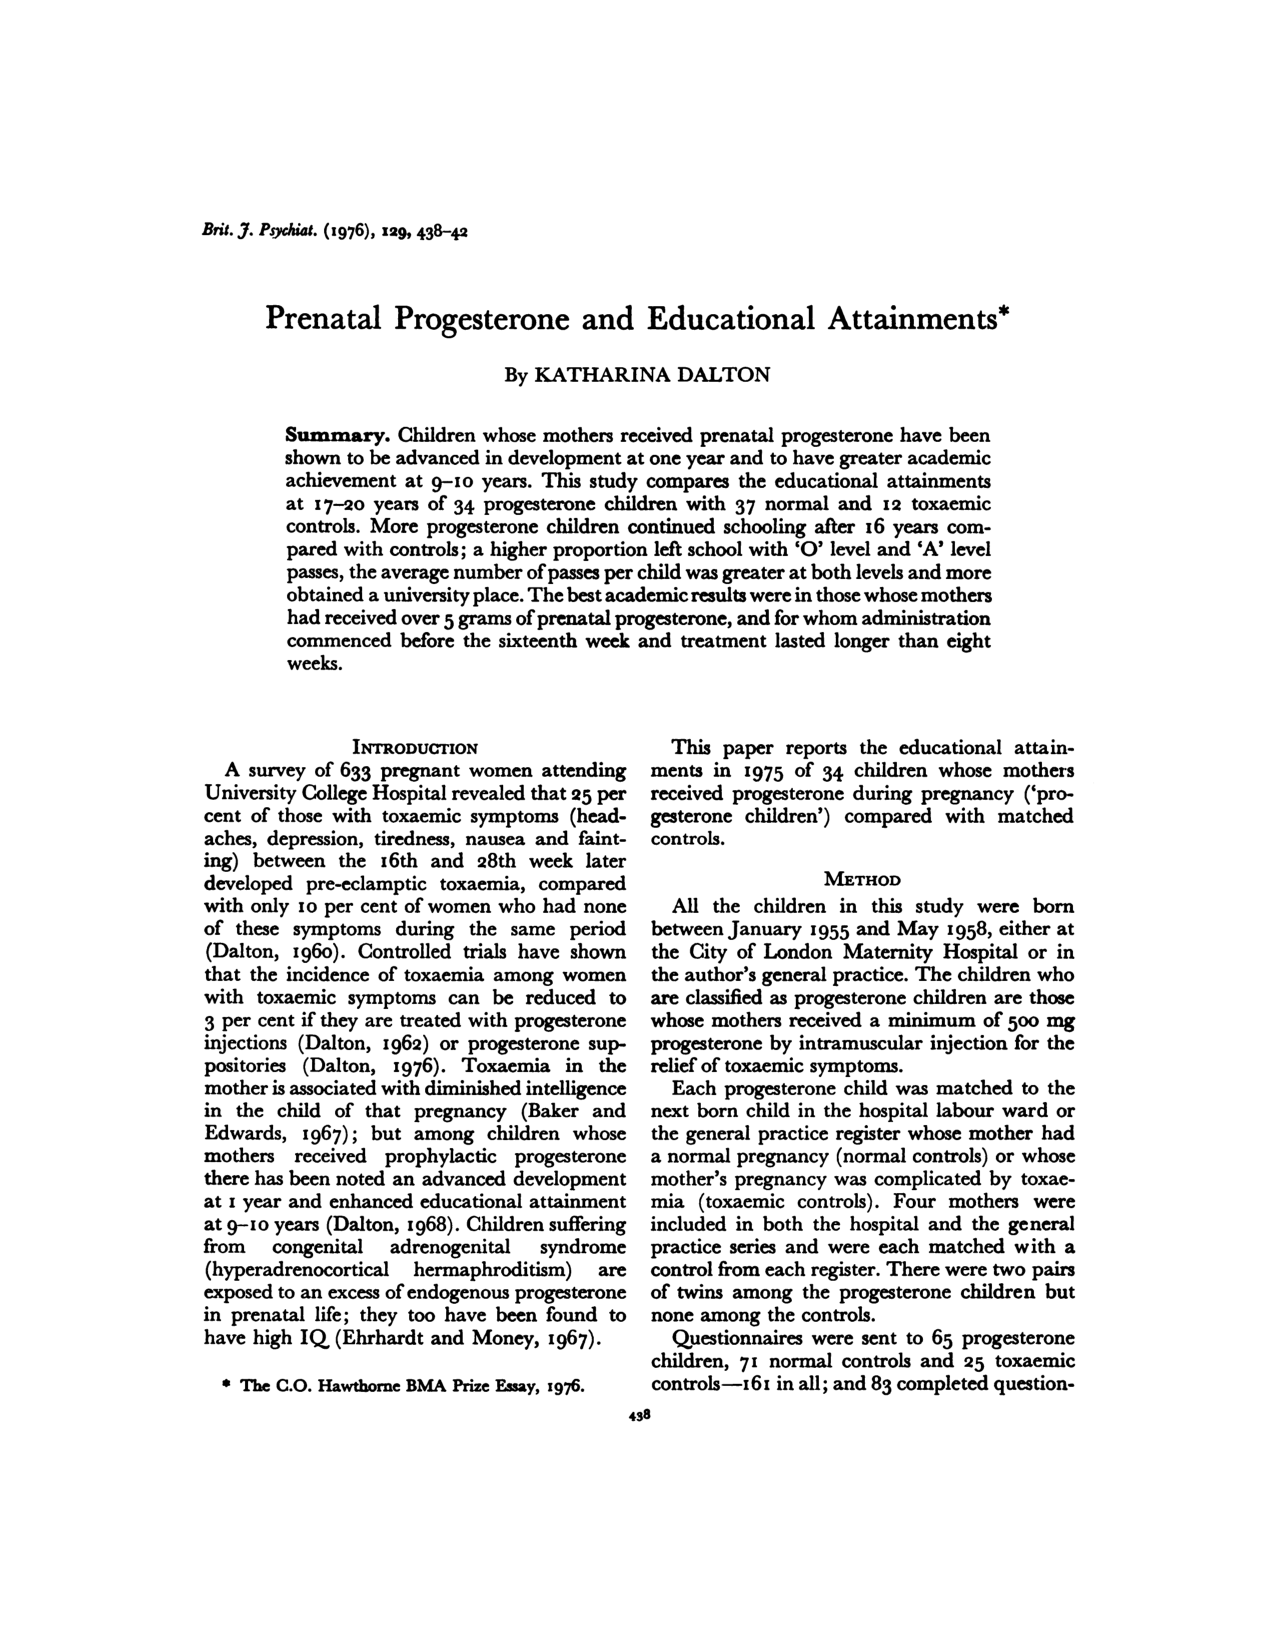 Brit. J. Psychiat. (1976), 129, 438–42
Prenatal Progesterone and Educational Attainments*
By KATHARINA DALTON
Summary. Children whose mothers received prenatal progesterone have been
shown to be advanced in development at one year and to have greater academic
achievement at 9–10 years. This study compares the educational attainments
at 17–20 years of 34 progesterone children with 37 normal and 12 toxaemic
controls. More progesterone children continued schooling after 16 years com-
pared with controls; a higher proportion left school with ‘O’ level and ‘A’ level
passes, the average number of passes per child was greater at both levels and more
obtained a university place. The best academic results were in those whose mothers
had received over 5 grams of prenatal progesterone, and for whom administration
commenced before the sixteenth week and treatment lasted longer than eight
weeks.
INTRODUCTION
A survey of 633 pregnant women attending
University College Hospital revealed that 25 per
cent of those with toxaemic symptoms (head-
aches, depression, tiredness, nausea and faint-
ing) between the 16th and 28th week later
developed pre-eclamptic toxaemia, compared
with only 10 per cent of women who had none
of these symptoms during the same period
(Dalton, 1960). Controlled trials have shown
that the incidence of toxaemia among women
with toxaemic symptoms can be reduced to
3 per cent if they are treated with progesterone
injections (Dalton, 1962) or progesterone sup-
positories (Dalton, 1976). Toxaemia in the
mother is associated with diminished intelligence
in the child of that pregnancy (Baker and
Edwards, 1967); but among children whose
mothers received prophylactic progesterone
there has been noted an advanced development
at 1 year and enhanced educational attainment
at 9–10 years (Dalton, 1968). Children suffering
from congenital adrenogenital syndrome
(hyperadrenocortical hermaphroditism) are
exposed to an excess of endogenous progesterone
in prenatal life; they too have been found to
have high IQ (Ehrhardt and Money, 1967).
* The C.O. Hawthorne BMA Prize Essay, 1976.
This paper reports the educational attain-
ments in 1975 of 34 children whose mothers
received progesterone during pregnancy (‘pro-
gesterone children’) compared with matched
controls.
METHOD
All the children in this study were born
between January 1955 and May 1958, either at
the City of London Maternity Hospital or in
the author’s general practice. The children who
are classified as progesterone children are those
whose mothers received a minimum of 500 mg
progesterone by intramuscular injection for the
relief of toxaemic symptoms.
Each progesterone child was matched to the
next born child in the hospital labour ward or
the general practice register whose mother had
a normal pregnancy (normal controls) or whose
mother’s pregnancy was complicated by toxae-
mia (toxaemic controls). Four mothers were
included in both the hospital and the general
practice series and were each matched with a
control from each register. There were two pairs
of twins among the progesterone children but
none among the controls.
Questionnaires were sent to 65 progesterone
children, 71 normal controls and 25 toxaemic
controls—161 in all; and 83 completed question-
438